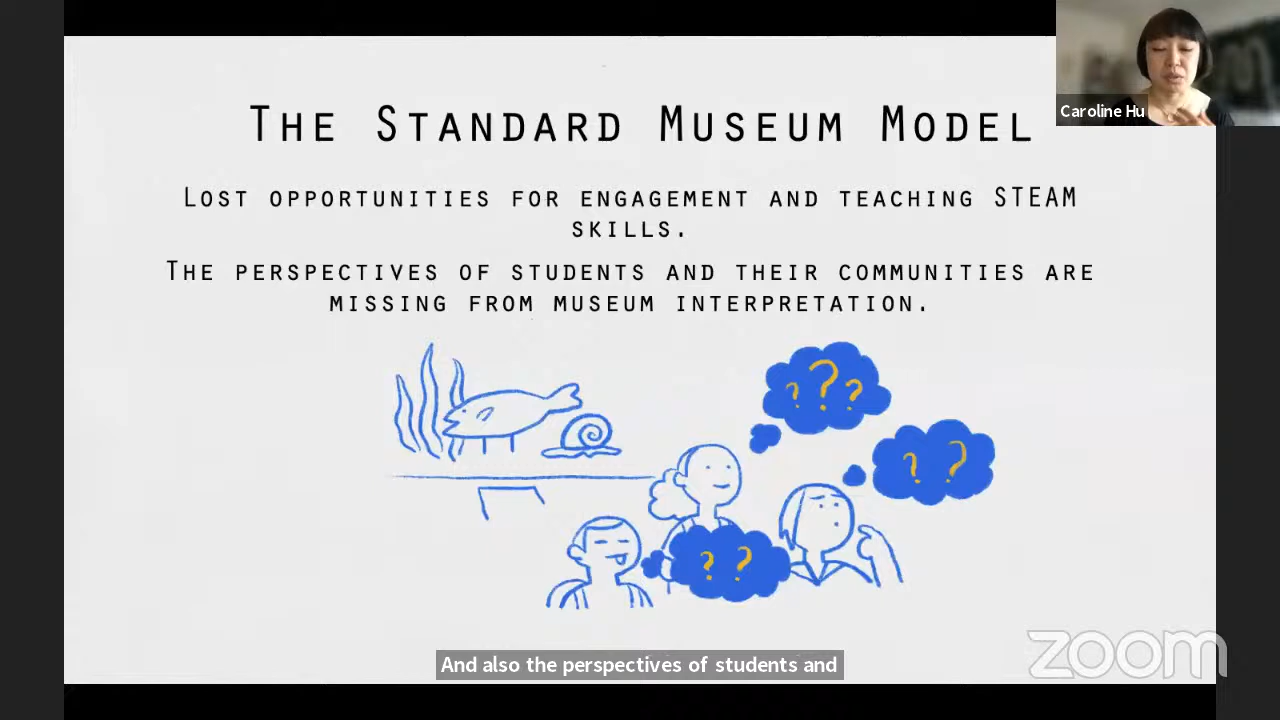 The Standard Museum Model
Caroline Hu
Lost opportunities for engagement and teaching STEAM
skills.
The perspectives of students and their communities are
missing from museum interpretation.
? ? ?
? ?
? ?
And also the perspectives of students and
zoom